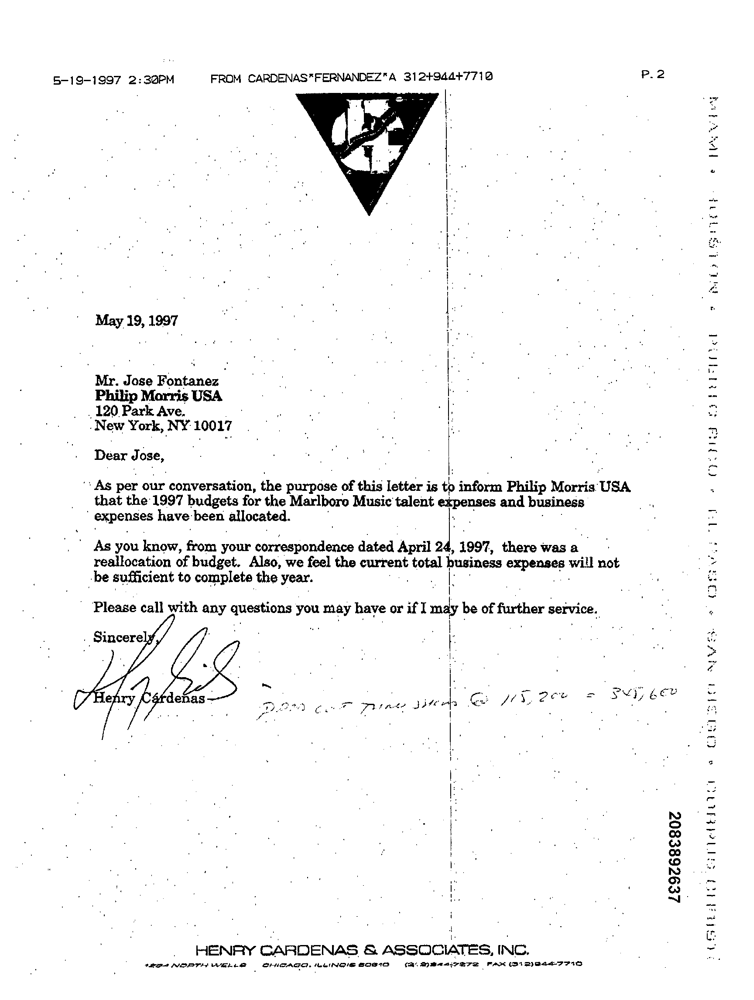 5-19-1997 2:30PM FROM CARDENAS*FERNANDEZ*A 312+944+7710 P.2
May 19, 1997
Mr. Jose Fontanez
Philip Morris USA
120 Park Ave.
New York, NY 10017
Dear Jose,
As per our conversation, the purpose of this letter is to inform Philip Morris USA
that the 1997 budgets for the Marlboro Music talent expenses and business
expenses have been allocated.
As you know, from your correspondence dated April 24, 1997, there was a
reallocation of budget. Also, we feel the current total business expenses will not
be sufficient to complete the year.
Please call with any questions you may have or if I may be of further service.
Sincerely,
Henry Cárdenas
@ 115,200 = 345,600
MIAMI • HOUSTON • PUERTO RICO • EL PASO • SAN DIEGO • CORPUS CHRISTI
2083892637
HENRY CARDENAS & ASSOCIATES, INC.
NORTH WELLS CHICAGO, ILLINOIS 60610 (312)944-7272 FAX (312)944-7710